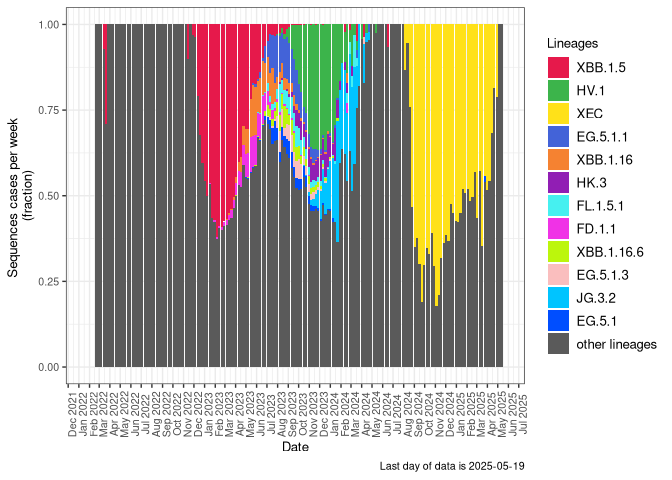 1.00
0.75
0.50
0.25
0.00
Sequences cases per week
(fraction)
Dec 2021
Jan 2022
Feb 2022
Mar 2022
Apr 2022
May 2022
Jun 2022
Jul 2022
Aug 2022
Sep 2022
Oct 2022
Nov 2022
Dec 2022
Jan 2023
Feb 2023
Mar 2023
Apr 2023
May 2023
Jun 2023
Jul 2023
Aug 2023
Sep 2023
Oct 2023
Nov 2023
Dec 2023
Jan 2024
Feb 2024
Mar 2024
Apr 2024
May 2024
Jun 2024
Jul 2024
Aug 2024
Sep 2024
Oct 2024
Nov 2024
Dec 2024
Jan 2025
Feb 2025
Mar 2025
Apr 2025
May 2025
Jun 2025
Jul 2025
Date
Lineages
XBB.1.5
HV.1
XEC
EG.5.1.1
XBB.1.16
HK.3
FL.1.5.1
FD.1.1
XBB.1.16.6
EG.5.1.3
JG.3.2
EG.5.1
other lineages
Last day of data is 2025-05-19